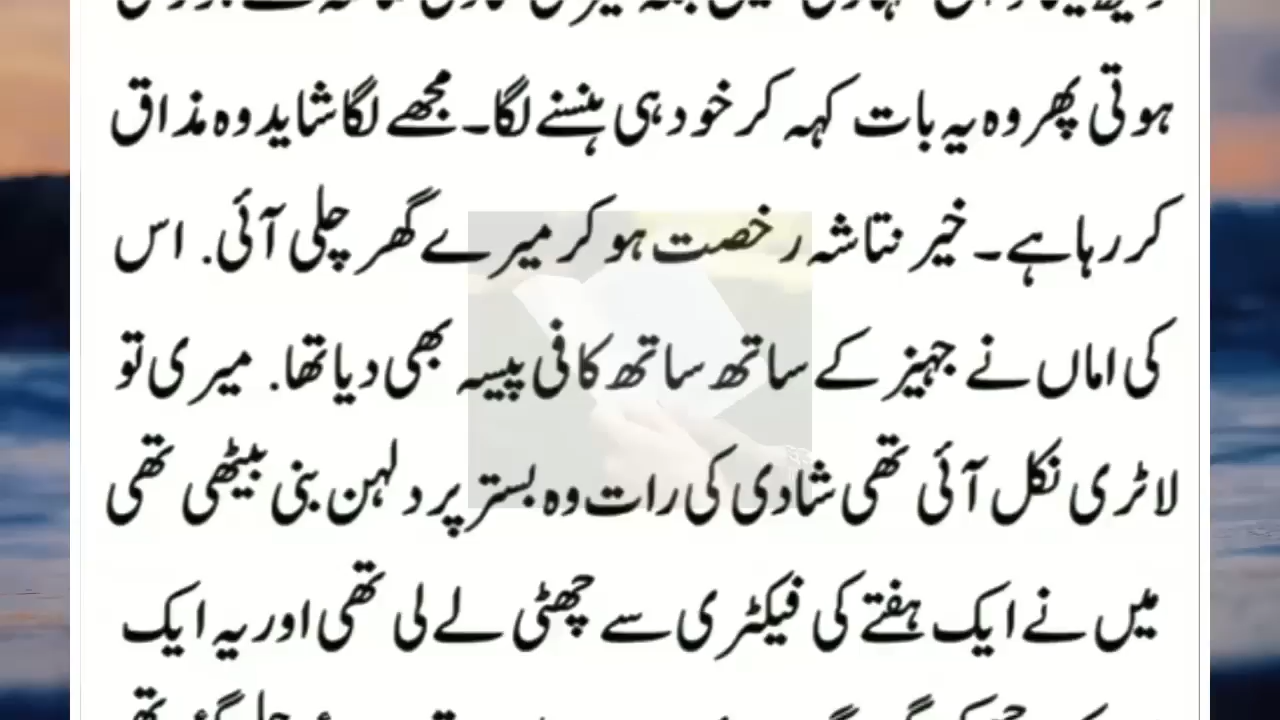 ہوتی پھر وہ یہ بات کہہ کر خود ہی ہنسنے لگا۔ مجھے لگا شاید وہ مذاق
کر رہا ہے۔ خیر نتاشہ رخصت ہو کر میرے گھر چلی آئی. اس
کی اماں نے جہیز کے ساتھ ساتھ کافی پیسہ بھی دیا تھا. میری تو
لاٹری نکل آئی تھی شادی کی رات وہ بستر پر دلہن بنی بیٹھی تھی
میں نے ایک ہفتے کی فیکٹری سے چھٹی لے لی تھی اور یہ ایک